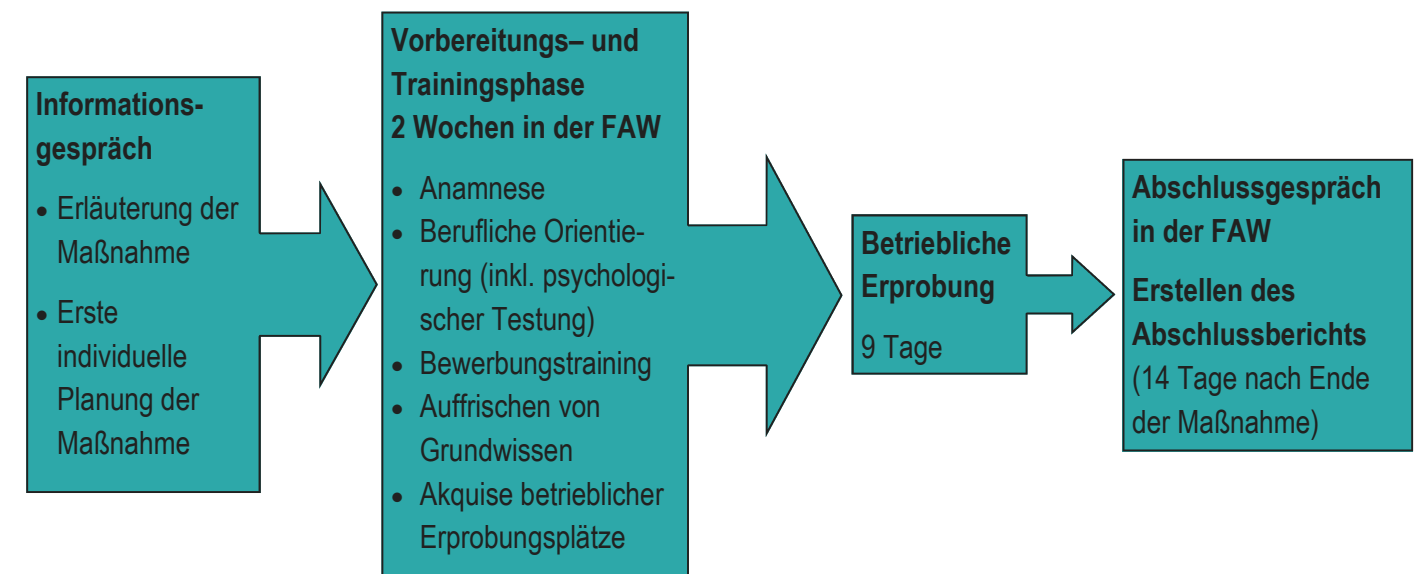 Informations-
gespräch
• Erläuterung der
Maßnahme
• Erste
individuelle
Planung der
Maßnahme
Vorbereitungs– und
Trainingsphase
2 Wochen in der FAW
• Anamnese
• Berufliche Orientie-
rung (inkl. psychologi-
scher Testung)
• Bewerbungstraining
• Auffrischen von
Grundwissen
• Akquise betrieblicher
Erprobungsplätze
Betriebliche
Erprobung
9 Tage
Abschlussgespräch
in der FAW
Erstellen des
Abschlussberichts
(14 Tage nach Ende
der Maßnahme)